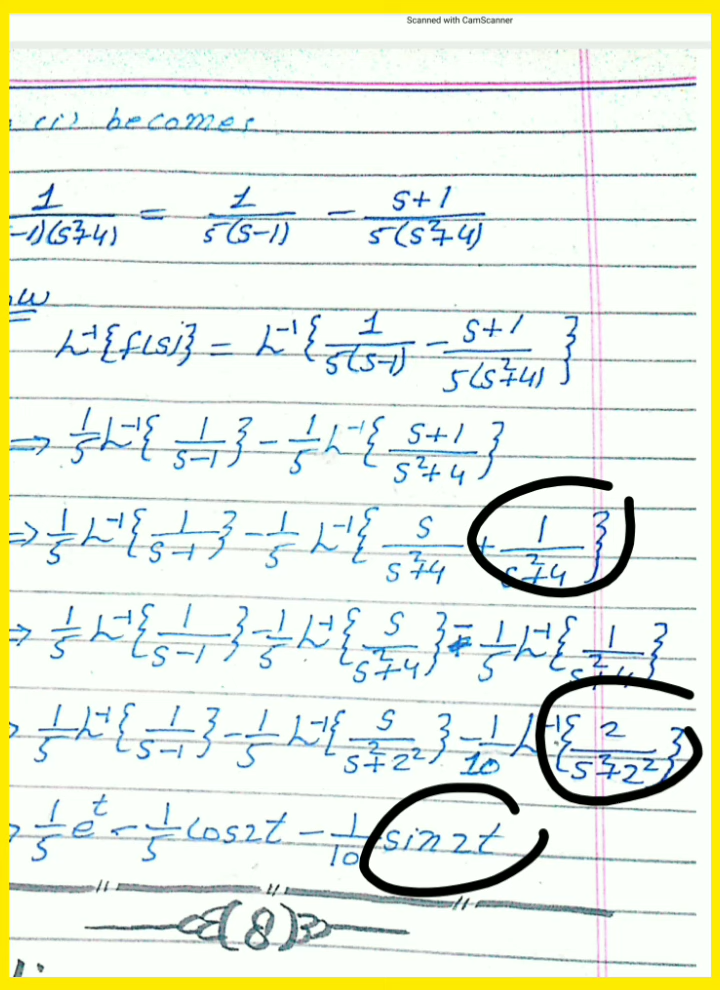 Scanned with CamScanner
(i) becomes
1/(-1)(s²+4) = 1/5(s-1) - s+1/5(s²+4)
L⁻¹{f(s)} = L⁻¹{1/5(s-1) - s+1/5(s²+4)}
⇒ 1/5 L⁻¹{1/s-1} - 1/5 L⁻¹{s+1/s²+4}
⇒ 1/5 L⁻¹{1/s-1} - 1/5 L⁻¹{s/s²+4 + 1/s²+4}
⇒ 1/5 L⁻¹{1/s-1} - 1/5 L⁻¹{s/s²+4} - 1/5 L⁻¹{1/s²+4}
⇒ 1/5 L⁻¹{1/s-1} - 1/5 L⁻¹{s/s²+2²} - 1/10 L⁻¹{2/s²+2²}
⇒ 1/5 e^t - 1/5 cos2t - 1/10 sin2t
(8)